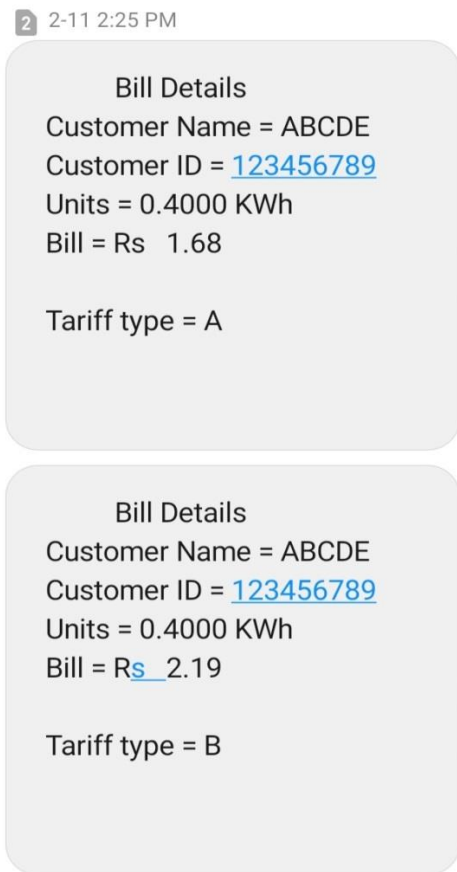 2 2-11 2:25 PM
Bill Details
Customer Name = ABCDE
Customer ID = 123456789
Units = 0.4000 KWh
Bill = Rs   1.68
Tariff type = A
Bill Details
Customer Name = ABCDE
Customer ID = 123456789
Units = 0.4000 KWh
Bill = Rs   2.19
Tariff type = B